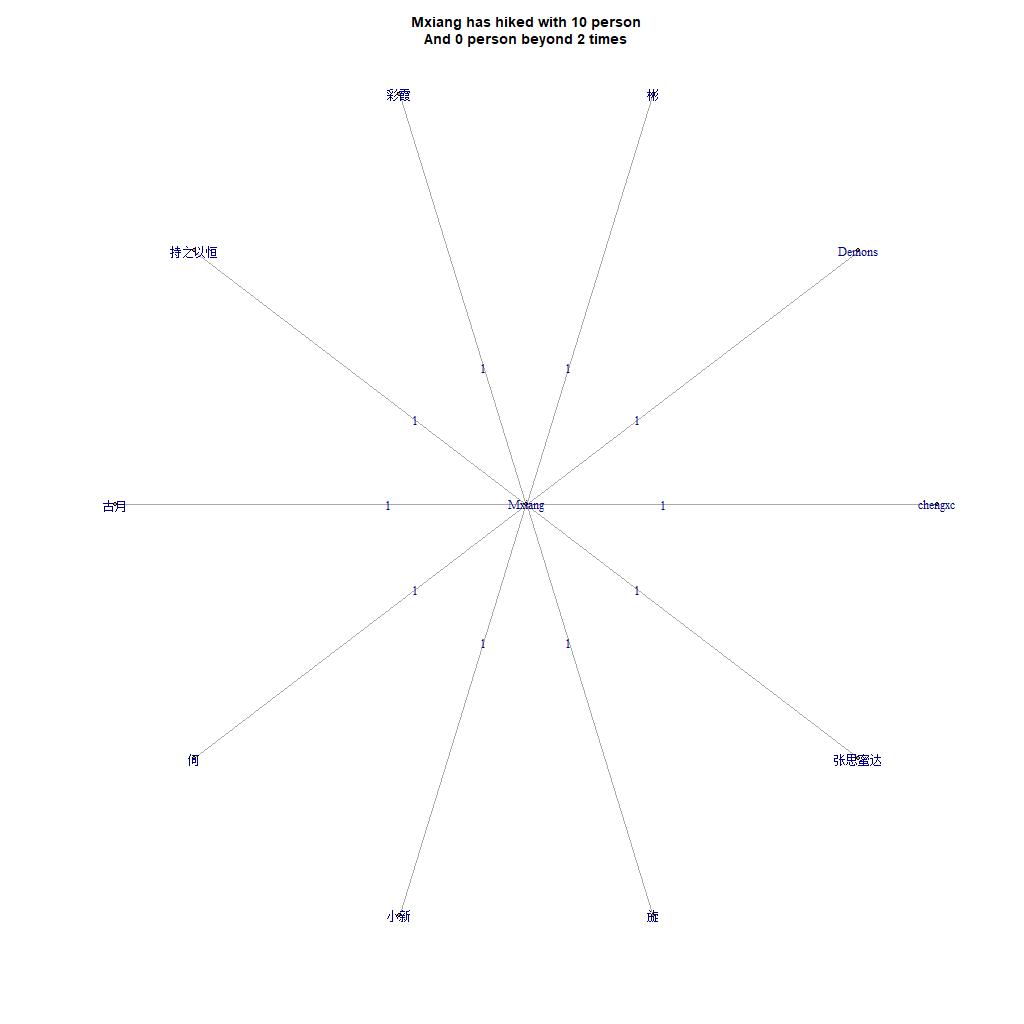 Mxiang has hiked with 10 person
And 0 person beyond 2 times
彩霞
彬
持之以恒
Demons
1
1
1
1
古月
1
Mxiang
1
chengxc
1
1
1
1
何
张思蜜达
小新
旋